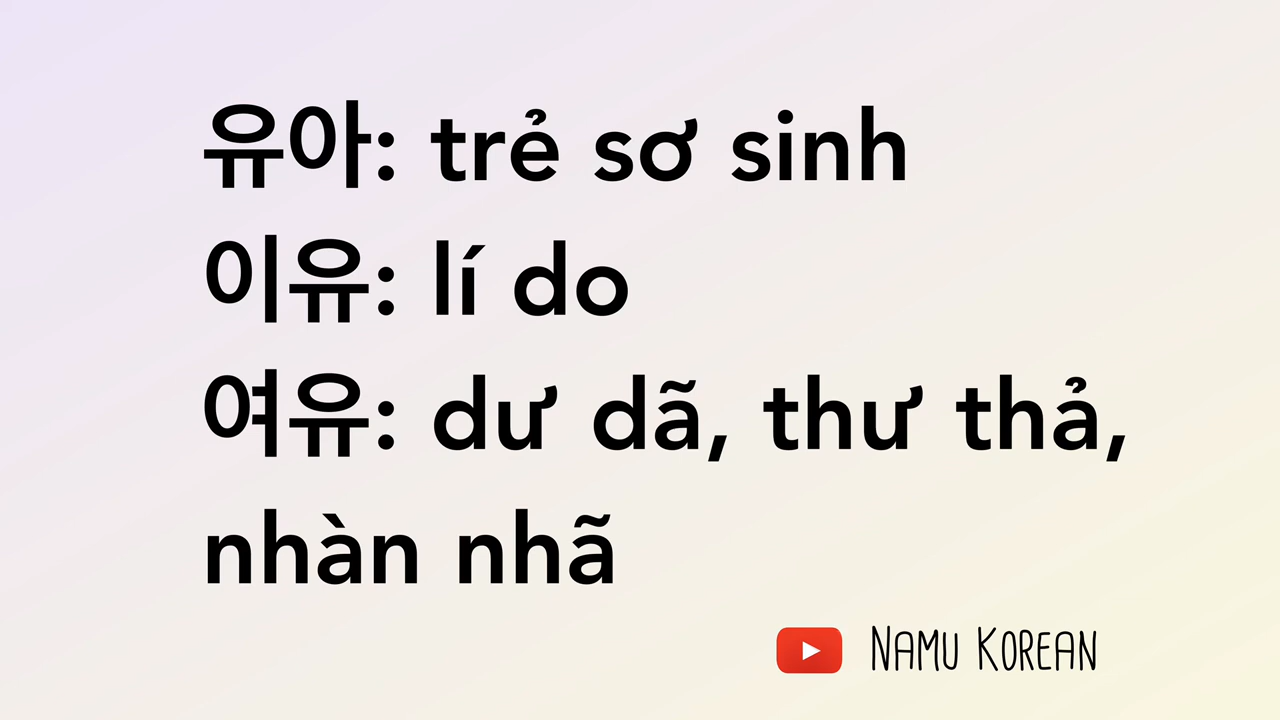 유아: trẻ sơ sinh
이유: lí do
여유: dư dã, thư thả,
nhàn nhã
NAMU KOREAN